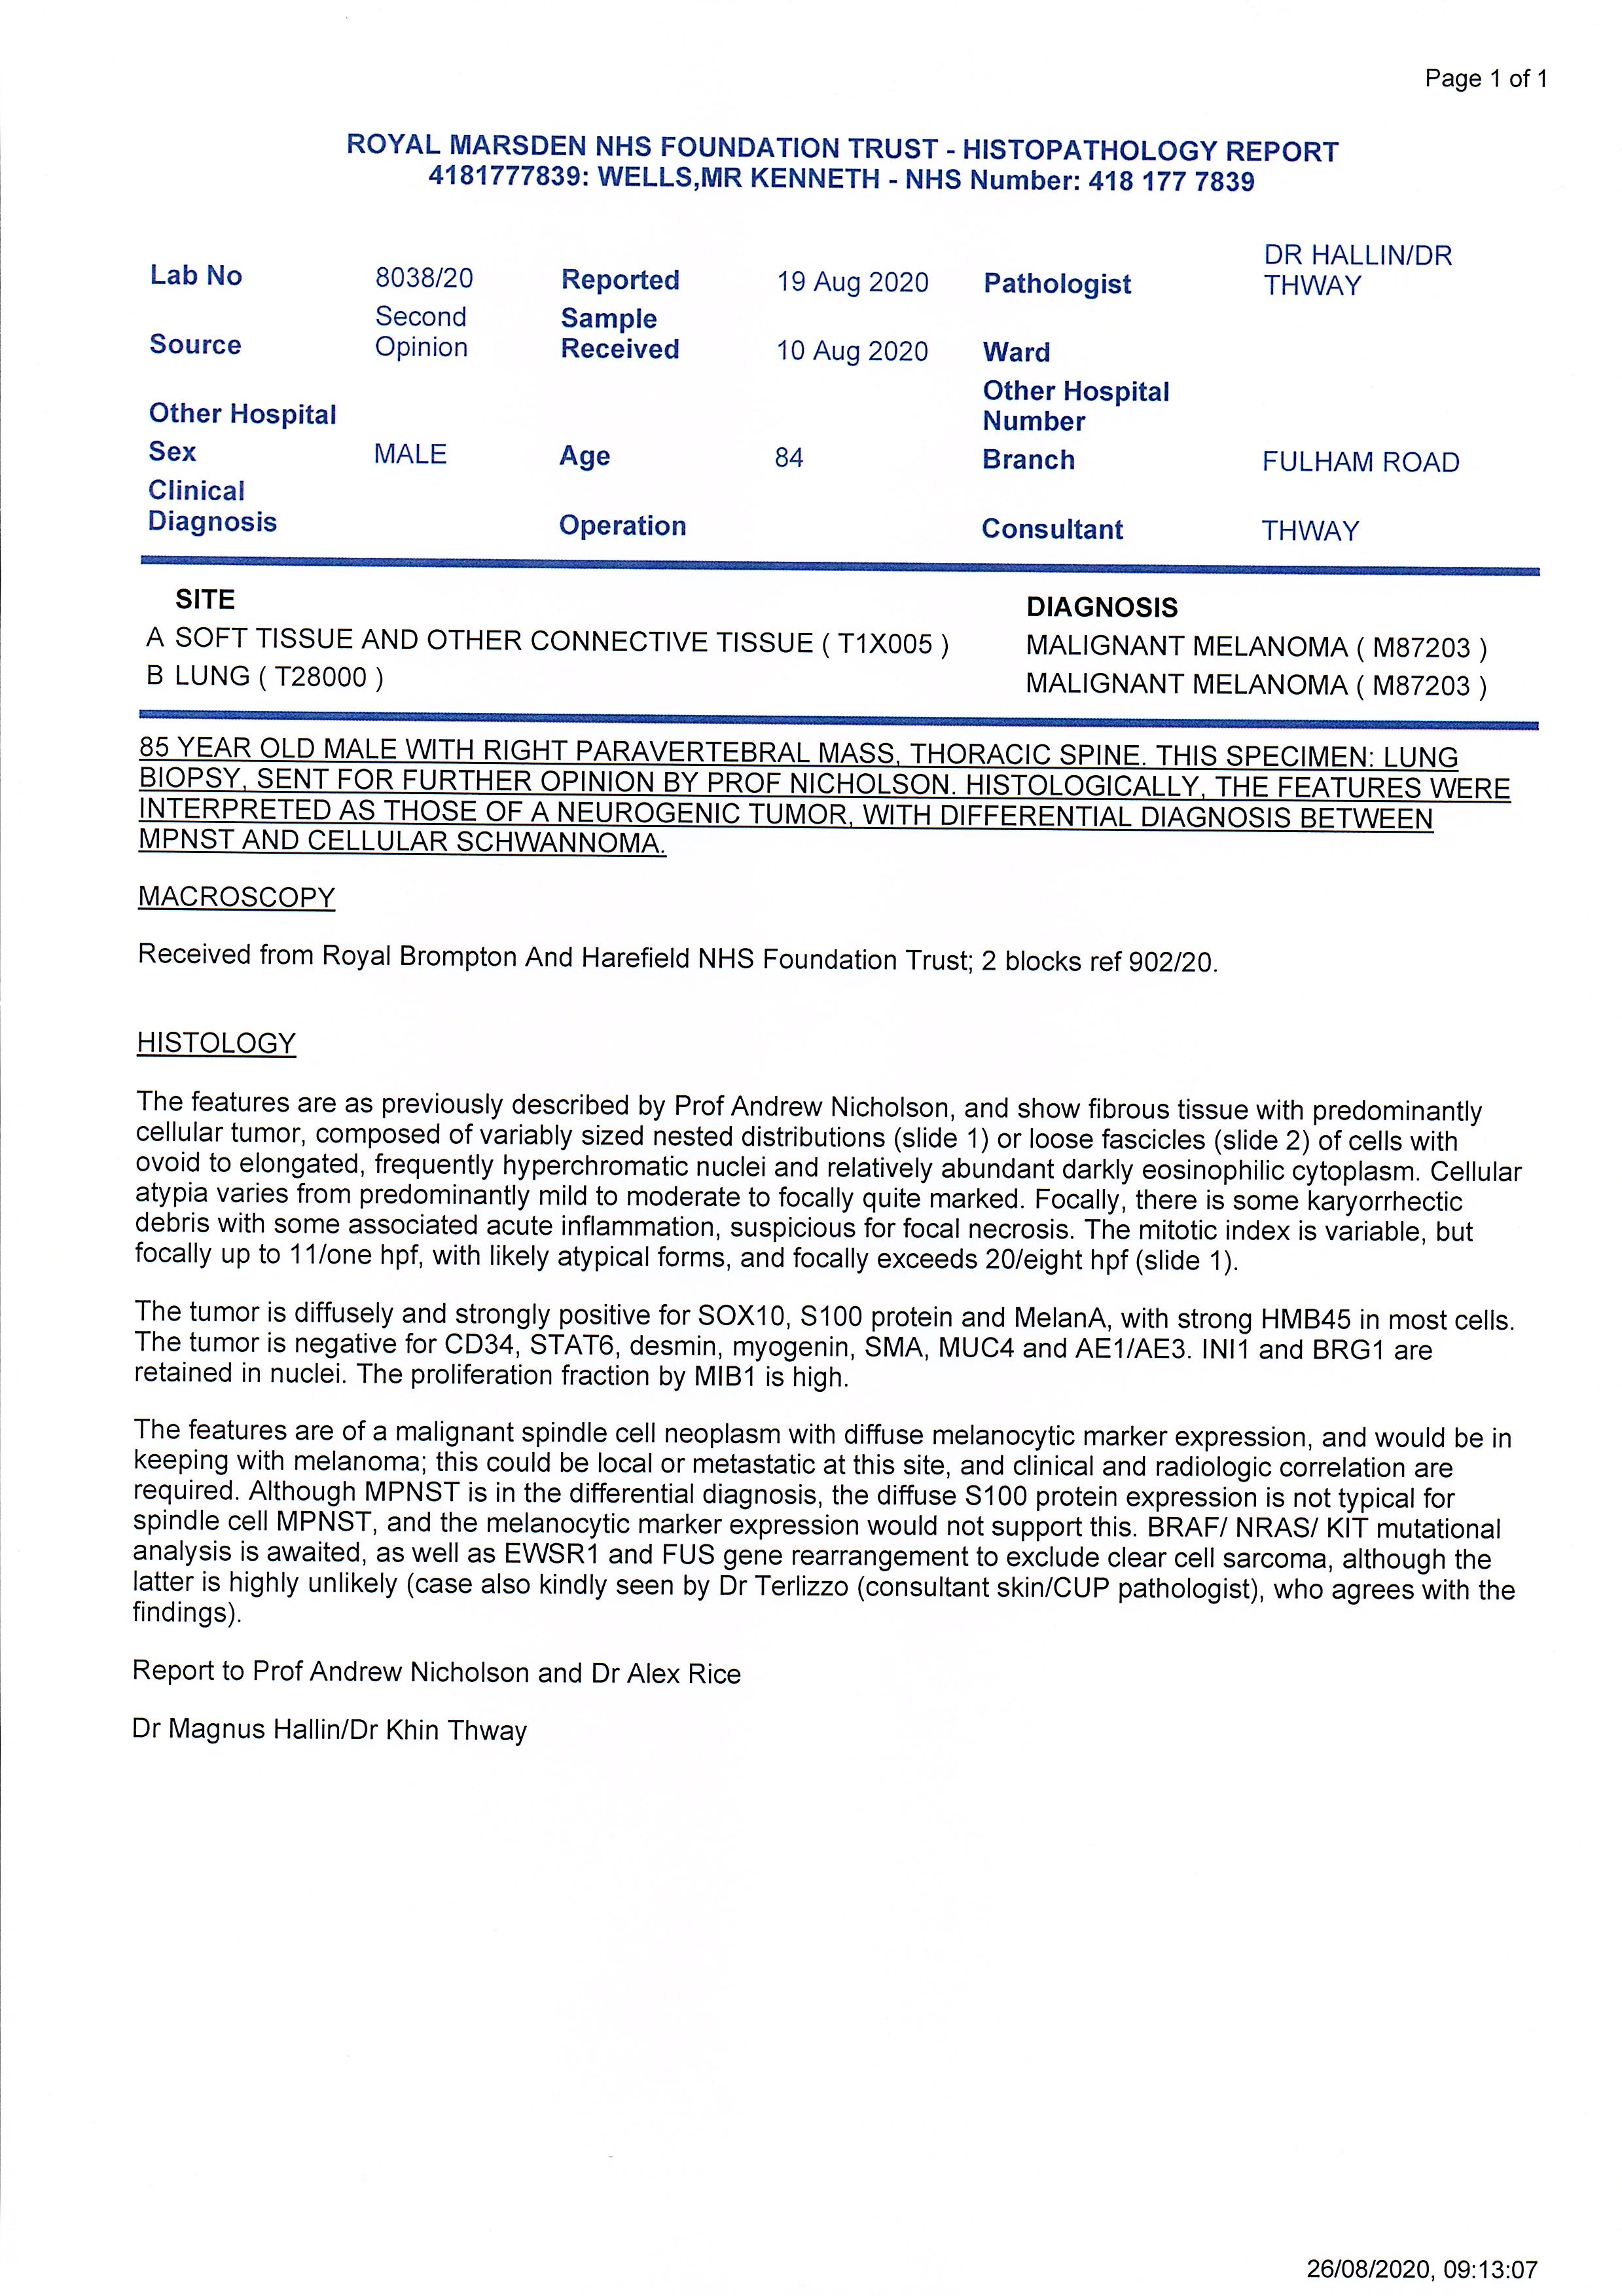 Page 1 of 1
ROYAL MARSDEN NHS FOUNDATION TRUST - HISTOPATHOLOGY REPORT
4181777839: WELLS,MR KENNETH - NHS Number: 418 177 7839
Lab No 8038/20 Reported 19 Aug 2020 Pathologist DR HALLIN/DR THWAY
Source Second Opinion Sample Received 10 Aug 2020 Ward
Other Hospital Other Hospital Number
Sex MALE Age 84 Branch FULHAM ROAD
Clinical Diagnosis Operation Consultant THWAY
SITE DIAGNOSIS
A SOFT TISSUE AND OTHER CONNECTIVE TISSUE ( T1X005 ) MALIGNANT MELANOMA ( M87203 )
B LUNG ( T28000 ) MALIGNANT MELANOMA ( M87203 )
85 YEAR OLD MALE WITH RIGHT PARAVERTEBRAL MASS, THORACIC SPINE. THIS SPECIMEN: LUNG
BIOPSY, SENT FOR FURTHER OPINION BY PROF NICHOLSON. HISTOLOGICALLY, THE FEATURES WERE
INTERPRETED AS THOSE OF A NEUROGENIC TUMOR, WITH DIFFERENTIAL DIAGNOSIS BETWEEN
MPNST AND CELLULAR SCHWANNOMA.
MACROSCOPY
Received from Royal Brompton And Harefield NHS Foundation Trust; 2 blocks ref 902/20.
HISTOLOGY
The features are as previously described by Prof Andrew Nicholson, and show fibrous tissue with predominantly
cellular tumor, composed of variably sized nested distributions (slide 1) or loose fascicles (slide 2) of cells with
ovoid to elongated, frequently hyperchromatic nuclei and relatively abundant darkly eosinophilic cytoplasm. Cellular
atypia varies from predominantly mild to moderate to focally quite marked. Focally, there is some karyorrhectic
debris with some associated acute inflammation, suspicious for focal necrosis. The mitotic index is variable, but
focally up to 11/one hpf, with likely atypical forms, and focally exceeds 20/eight hpf (slide 1).
The tumor is diffusely and strongly positive for SOX10, S100 protein and MelanA, with strong HMB45 in most cells.
The tumor is negative for CD34, STAT6, desmin, myogenin, SMA, MUC4 and AE1/AE3. INI1 and BRG1 are
retained in nuclei. The proliferation fraction by MIB1 is high.
The features are of a malignant spindle cell neoplasm with diffuse melanocytic marker expression, and would be in
keeping with melanoma; this could be local or metastatic at this site, and clinical and radiologic correlation are
required. Although MPNST is in the differential diagnosis, the diffuse S100 protein expression is not typical for
spindle cell MPNST, and the melanocytic marker expression would not support this. BRAF/ NRAS/ KIT mutational
analysis is awaited, as well as EWSR1 and FUS gene rearrangement to exclude clear cell sarcoma, although the
latter is highly unlikely (case also kindly seen by Dr Terlizzo (consultant skin/CUP pathologist), who agrees with the
findings).
Report to Prof Andrew Nicholson and Dr Alex Rice
Dr Magnus Hallin/Dr Khin Thway
26/08/2020, 09:13:07